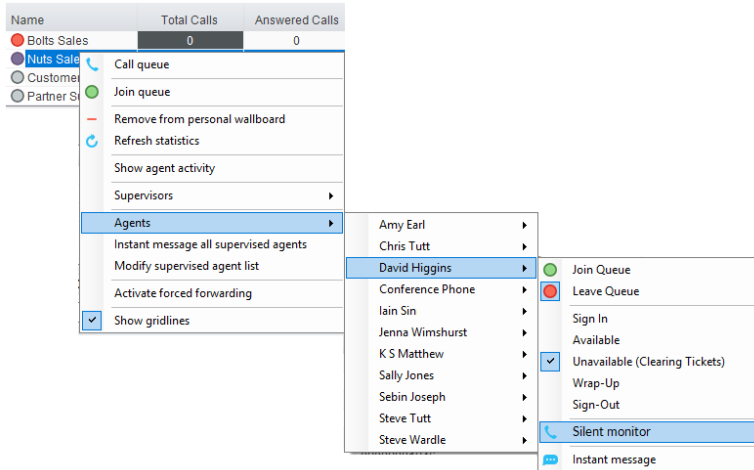 Name Total Calls Answered Calls
Bolts Sales 0 0
Nuts Sale
Custome
Partner S
Call queue
Join queue
Remove from personal wallboard
Refresh statistics
Show agent activity
Supervisors
Agents
Instant message all supervised agents
Modify supervised agent list
Activate forced forwarding
Show gridlines
Amy Earl
Chris Tutt
David Higgins
Conference Phone
Iain Sin
Jenna Wimshurst
K S Matthew
Sally Jones
Sebin Joseph
Steve Tutt
Steve Wardle
Join Queue
Leave Queue
Sign In
Available
Unavailable (Clearing Tickets)
Wrap-Up
Sign-Out
Silent monitor
Instant message